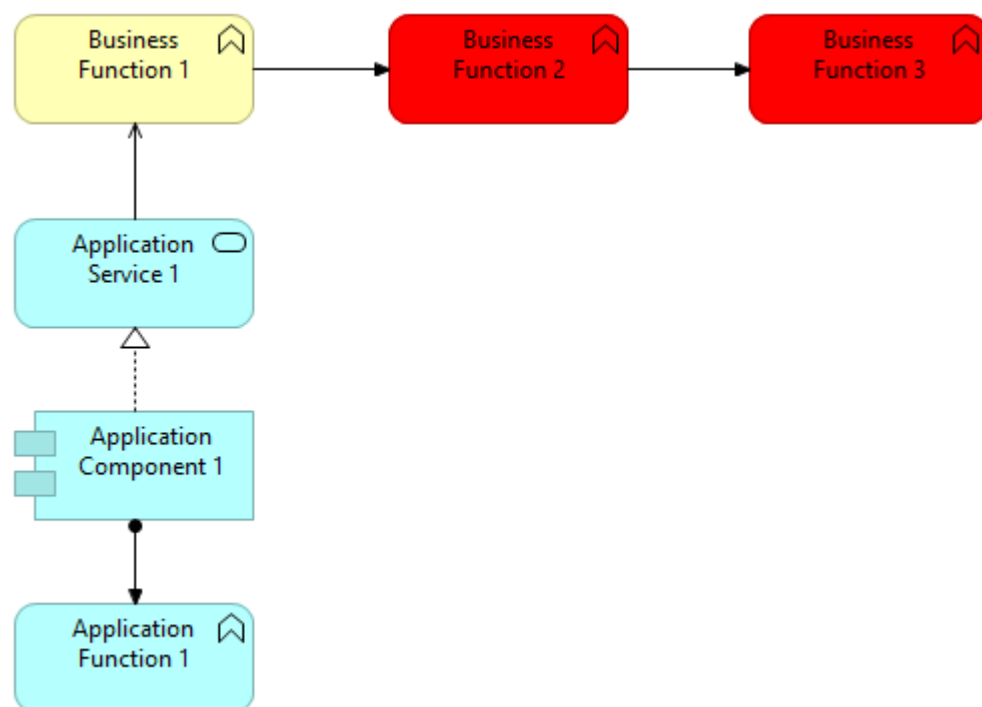 Business
Function 1
Business
Function 2
Business
Function 3
Application
Service 1
Application
Component 1
Application
Function 1